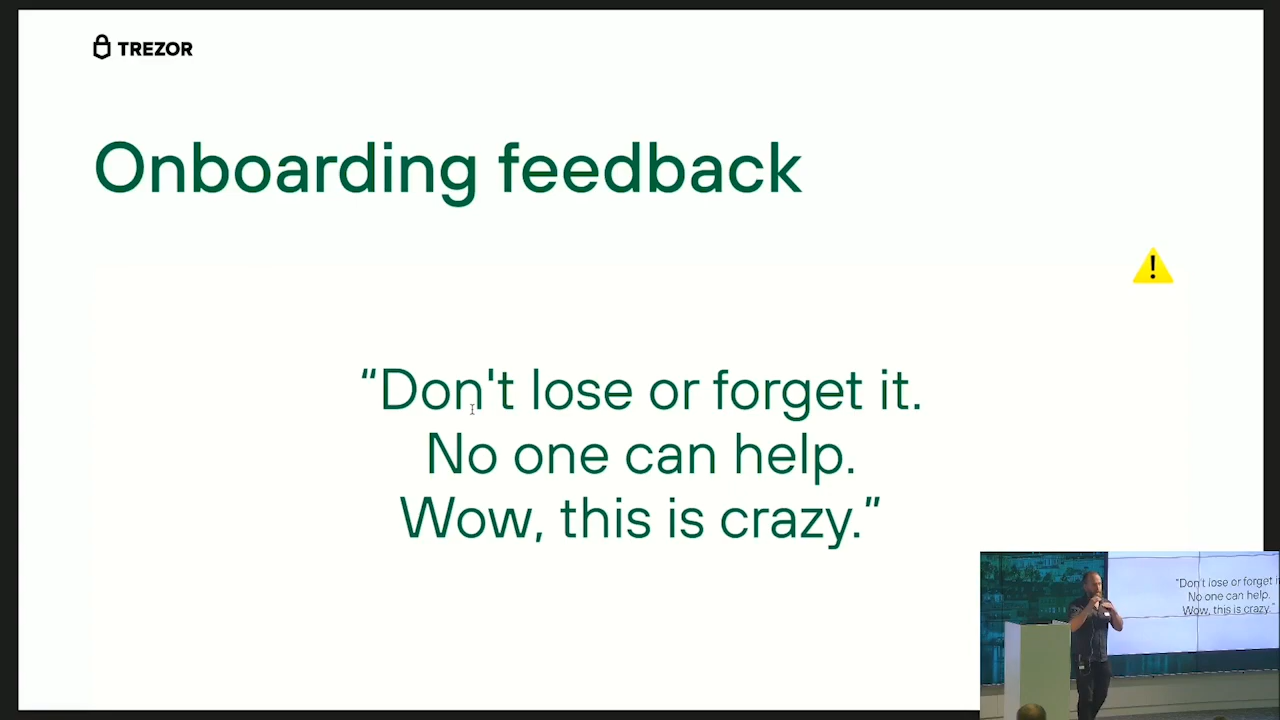 TREZOR
Onboarding feedback
“Don't lose or forget it.
No one can help.
Wow, this is crazy.”
"Don't lose or forget i
No one can help.
Wow, this is crazy."